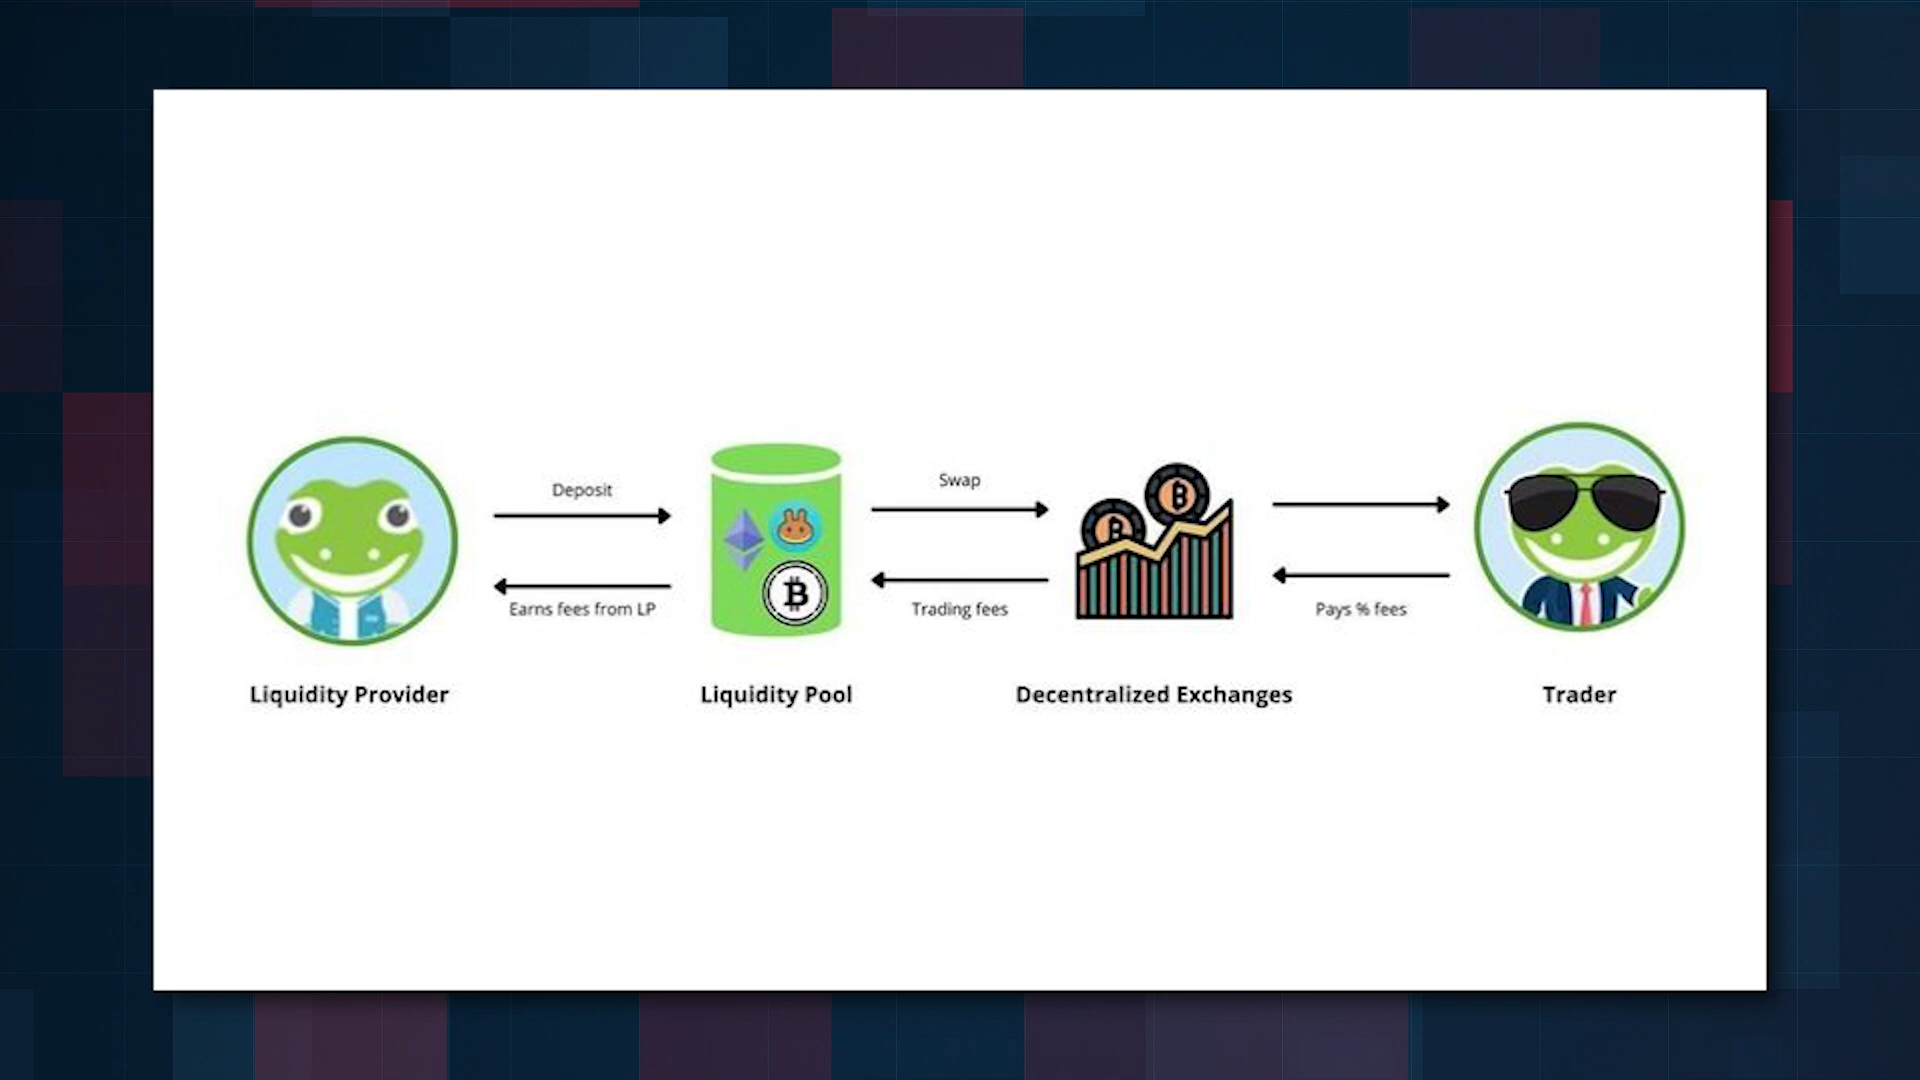 Deposit
Earns fees from LP
Swap
Trading fees
Pays % fees
Liquidity Provider
Liquidity Pool
Decentralized Exchanges
Trader